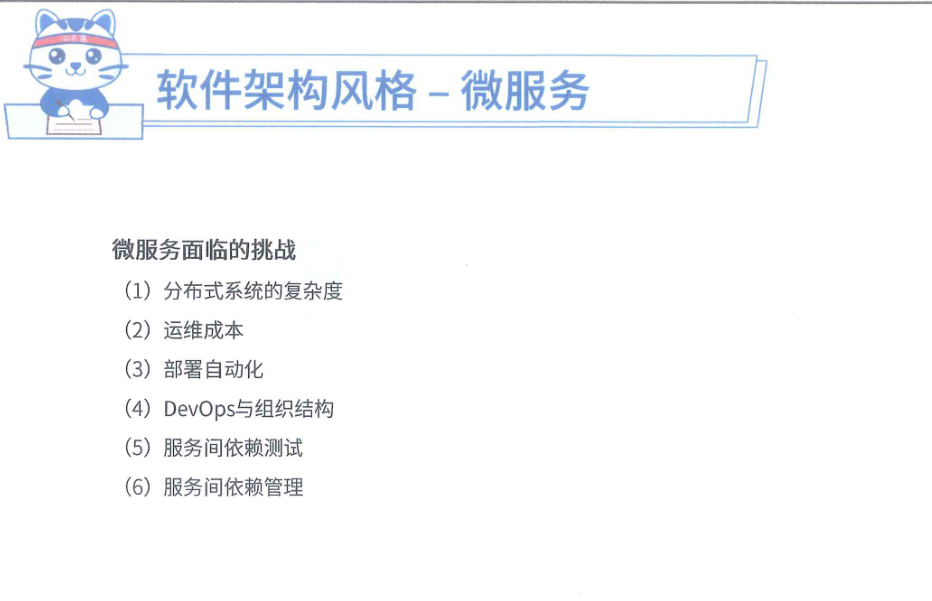 软件架构风格 – 微服务
微服务面临的挑战
（1）分布式系统的复杂度
（2）运维成本
（3）部署自动化
（4）DevOps与组织结构
（5）服务间依赖测试
（6）服务间依赖管理